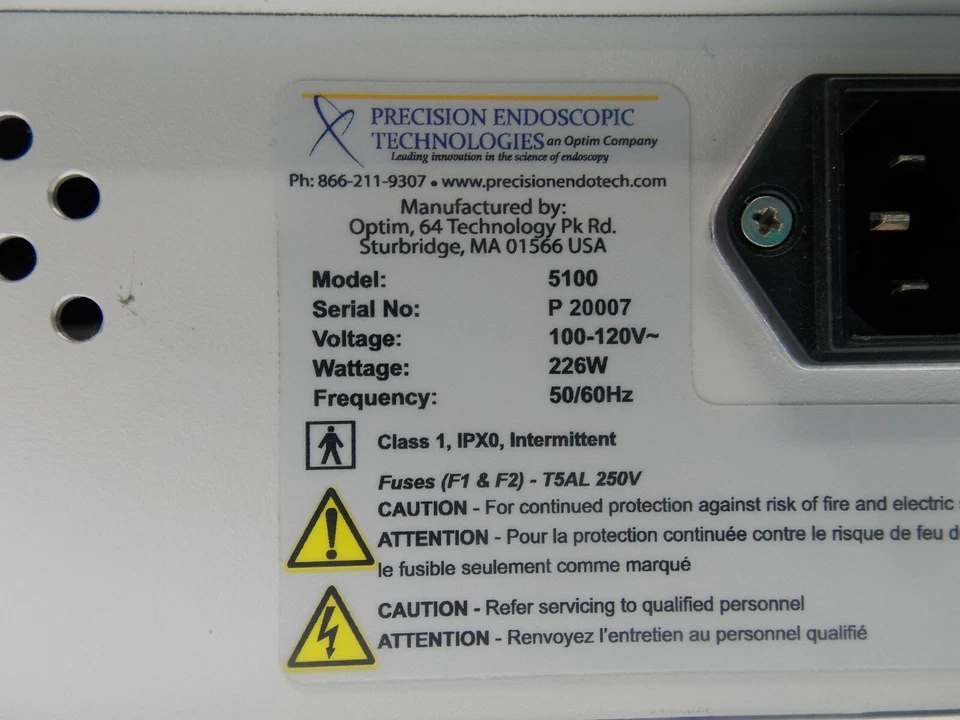 PRECISION ENDOSCOPIC
TECHNOLOGIES an Optim Company
Leading innovation in the science of endoscopy
Ph: 866-211-9307 • www.precisionendotech.com
Manufactured by:
Optim, 64 Technology Pk Rd.
Sturbridge, MA 01566 USA
Model: 5100
Serial No: P 20007
Voltage: 100-120V~
Wattage: 226W
Frequency: 50/60Hz
Class 1, IPX0, Intermittent
Fuses (F1 & F2) - T5AL 250V
CAUTION - For continued protection against risk of fire and electric
ATTENTION - Pour la protection continuée contre le risque de feu
le fusible seulement comme marqué
CAUTION - Refer servicing to qualified personnel
ATTENTION - Renvoyez l'entretien au personnel qualifié